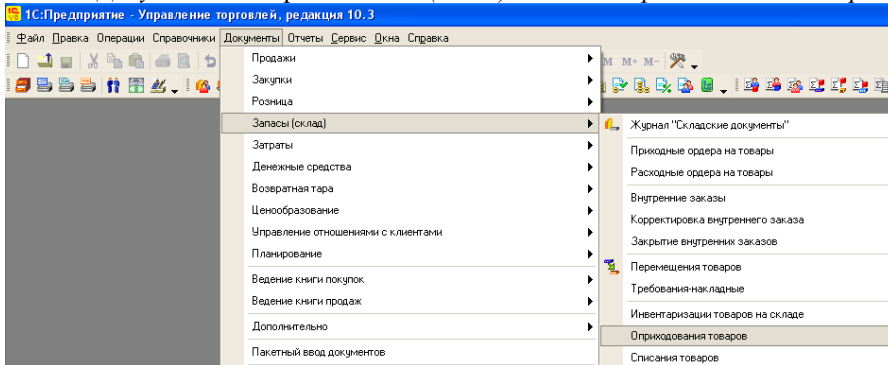 1С:Предприятие - Управление торговлей, редакция 10.3
Файл Правка Операции Справочники Документы Отчеты Сервис Окна Справка
M M+ M-
Продажи
Закупки
Розница
Запасы (склад)
Затраты
Денежные средства
Возвратная тара
Ценообразование
Управление отношениями с клиентами
Планирование
Ведение книги покупок
Ведение книги продаж
Дополнительно
Пакетный ввод документов
Журнал "Складские документы"
Приходные ордера на товары
Расходные ордера на товары
Внутренние заказы
Корректировка внутреннего заказа
Закрытие внутренних заказов
Перемещения товаров
Требования-накладные
Инвентаризации товаров на складе
Оприходования товаров
Списания товаров